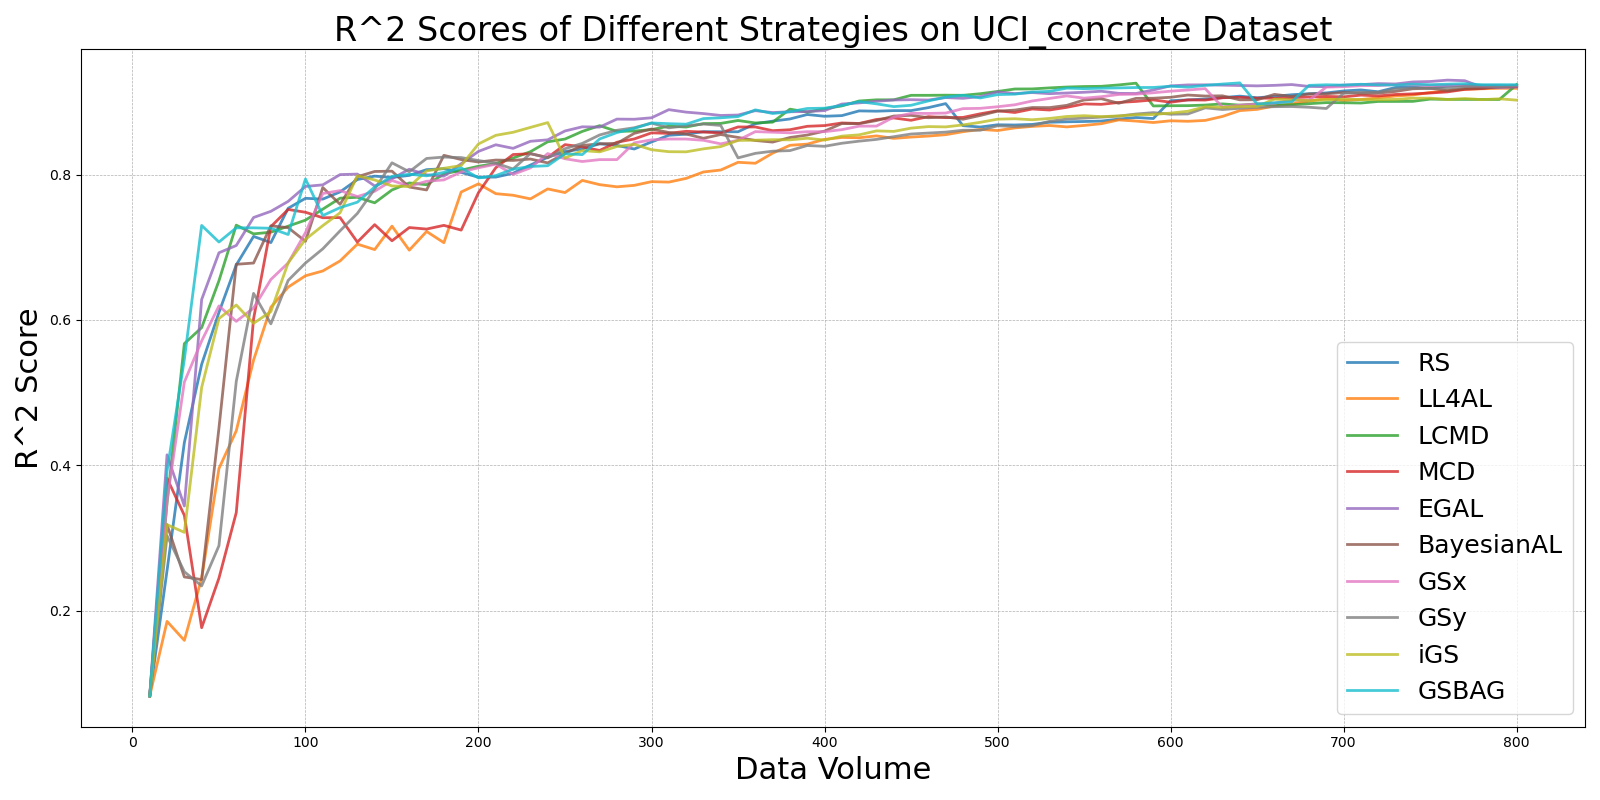 R^2 Scores of Different Strategies on UCI_concrete Dataset
R^2 Score
0.8
0.6
0.4
0.2
0 100 200 300 400 500 600 700 800
Data Volume
RS
LL4AL
LCMD
MCD
EGAL
BayesianAL
GSx
GSy
iGS
GSBAG